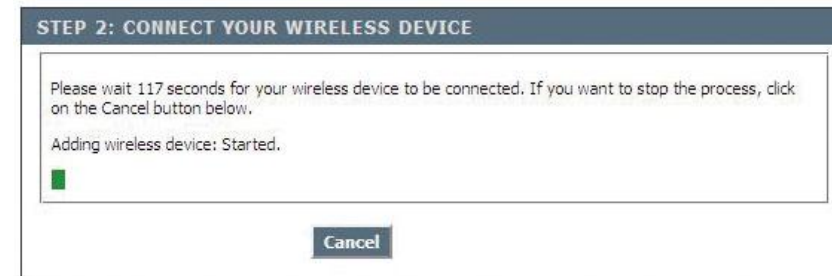 STEP 2: CONNECT YOUR WIRELESS DEVICE
Please wait 117 seconds for your wireless device to be connected. If you want to stop the process, click
on the Cancel button below.
Adding wireless device: Started.
Cancel